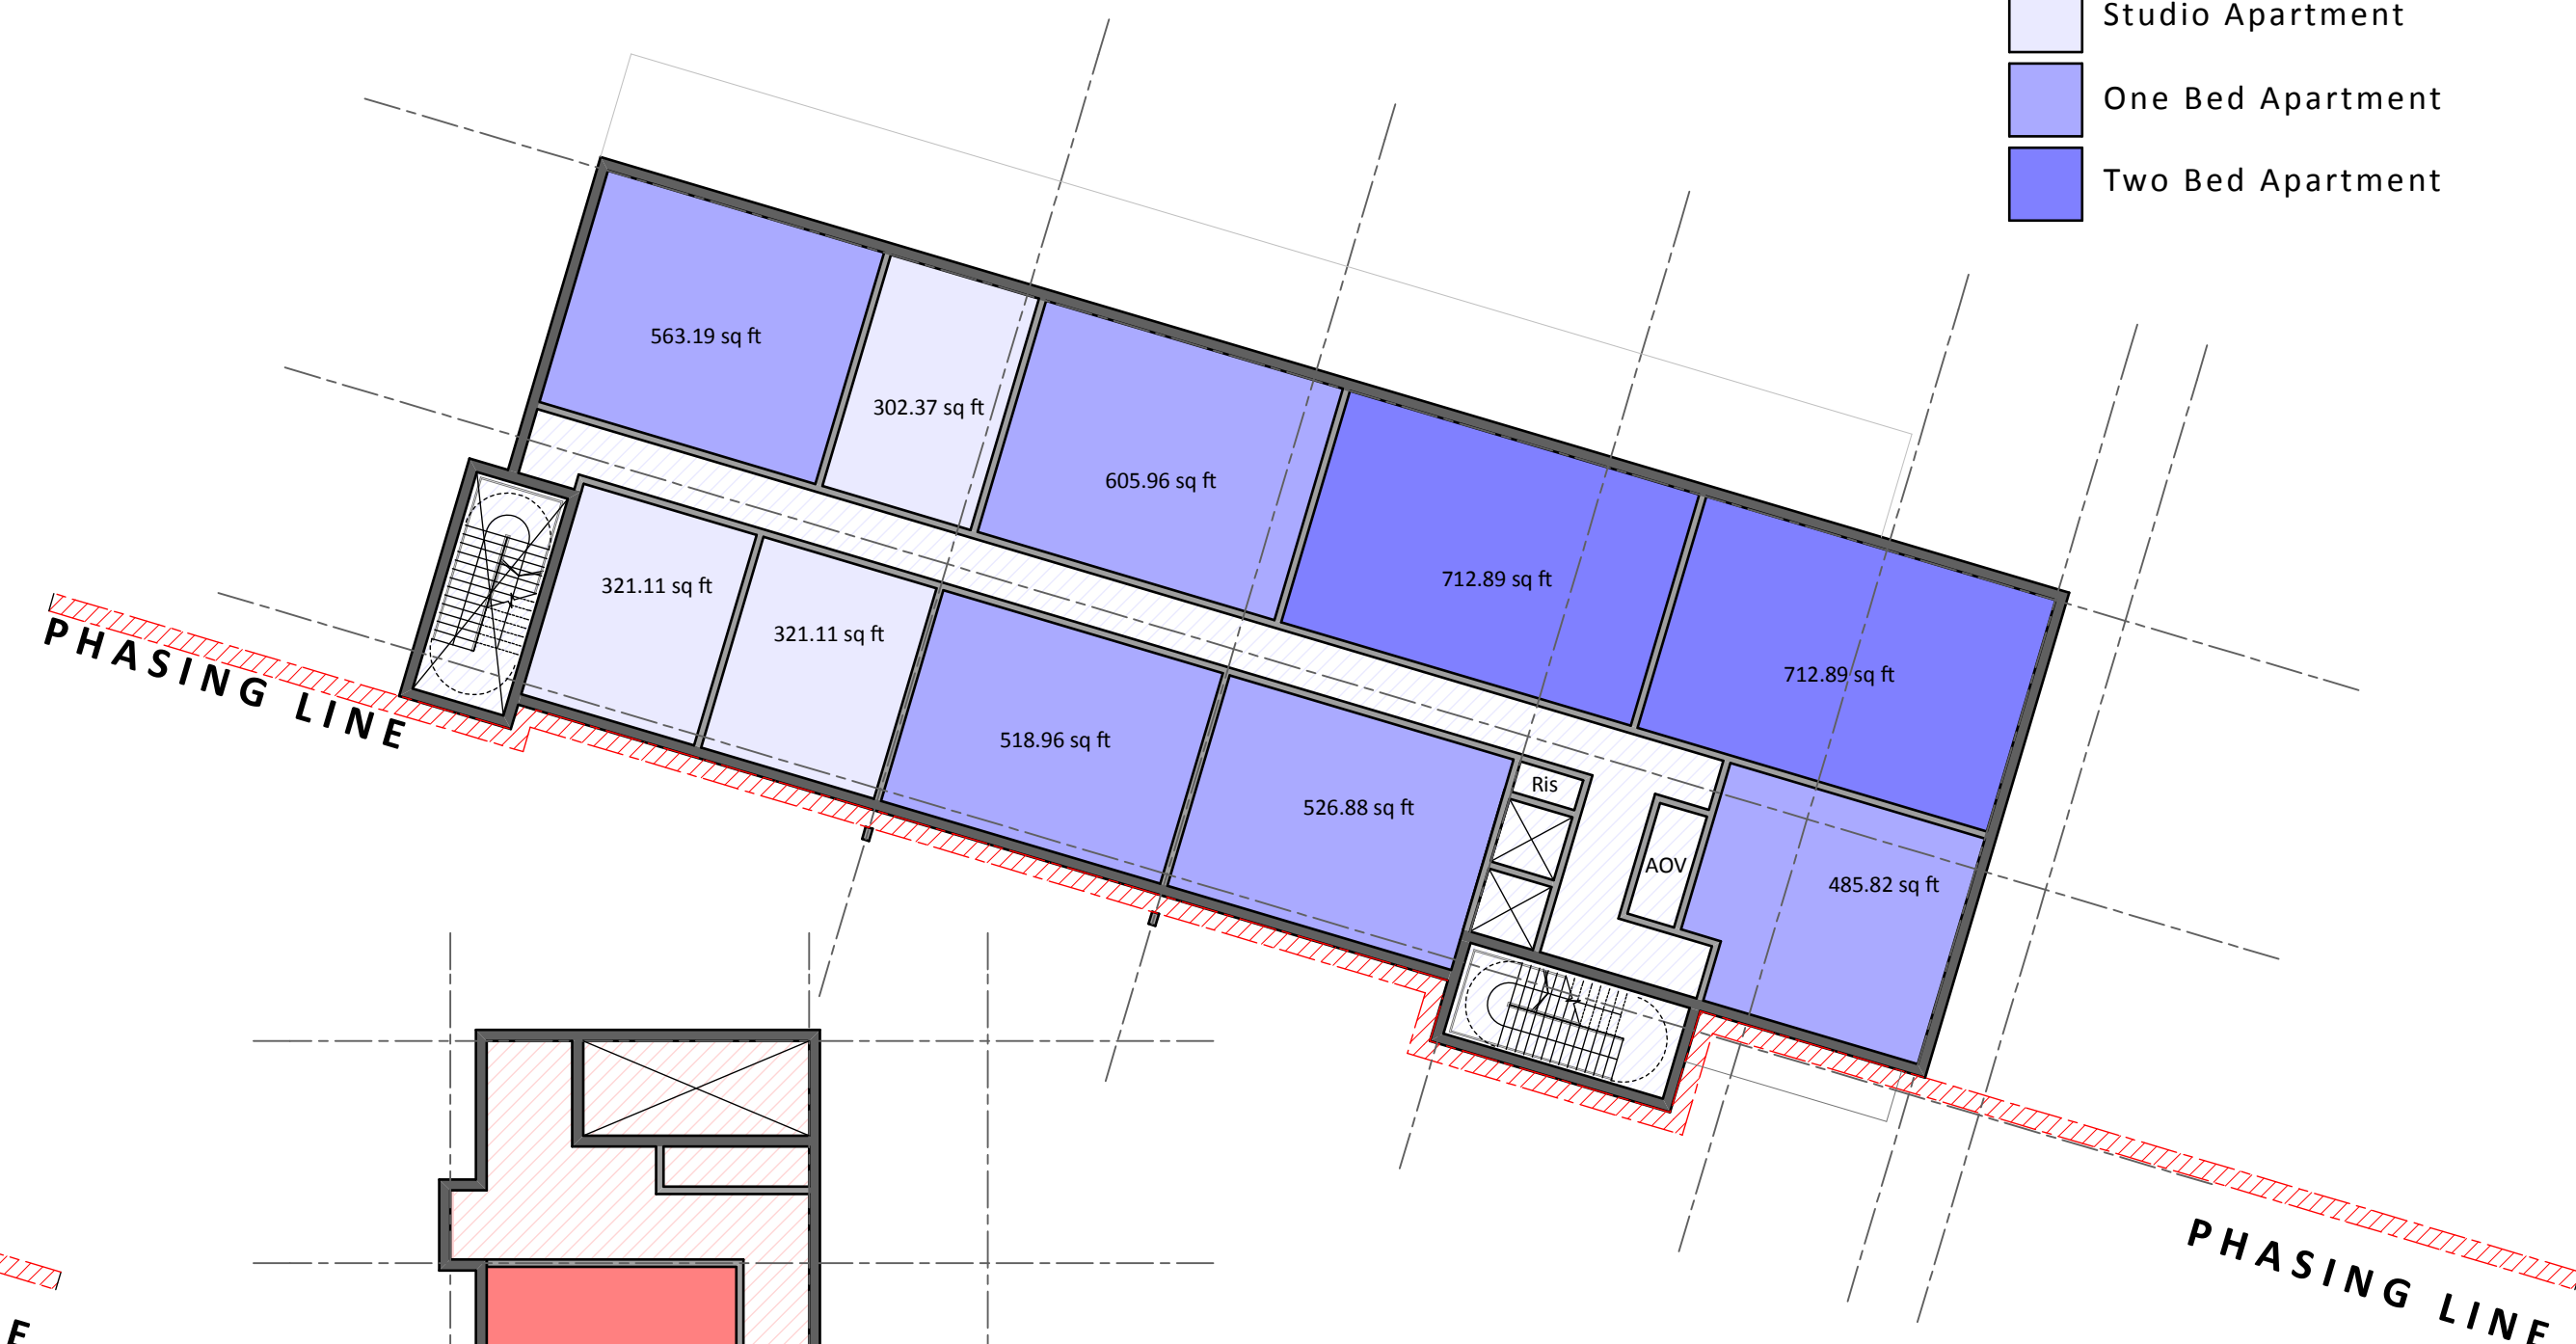 Studio Apartment
One Bed Apartment
Two Bed Apartment
563.19 sq ft
302.37 sq ft
605.96 sq ft
712.89 sq ft
712.89 sq ft
321.11 sq ft
321.11 sq ft
518.96 sq ft
526.88 sq ft
Ris
AOV
485.82 sq ft
PHASING LINE
PHASING LINE
E